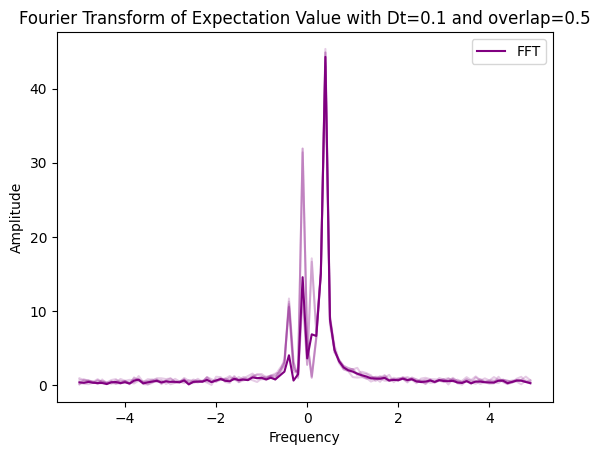 Fourier Transform of Expectation Value with Dt=0.1 and overlap=0.5
FFT
40
30
20
10
0
Amplitude
−4
−2
0
2
4
Frequency